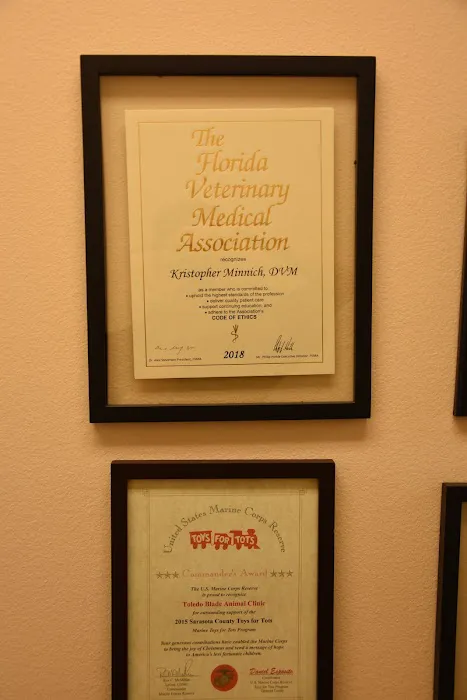 The
Florida
Veterinary
Medical
Association
recognizes
Kristopher Minnich, DVM
as a member who is committed to
• uphold the highest standards of the profession
• deliver quality patient care
• support continuing education, and
• adhere to the Association's
CODE OF ETHICS
2018
United States Marine Corps Reserve
TOYS FOR TOTS
Commander's Award
The U.S. Marine Corps Reserve
is proud to recognize
Toledo Blade Animal Clinic
for outstanding support of the
2015 Sarasota County Toys for Tots
Marine Toys for Tots Program
Your generous contributions have enabled the Marine Corps
to bring the joy of Christmas and send a message of hope
to America's less fortunate children.